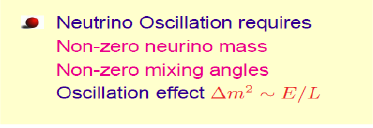 Neutrino Oscillation requires
Non-zero neurino mass
Non-zero mixing angles
Oscillation effect Δm² ∼ E/L